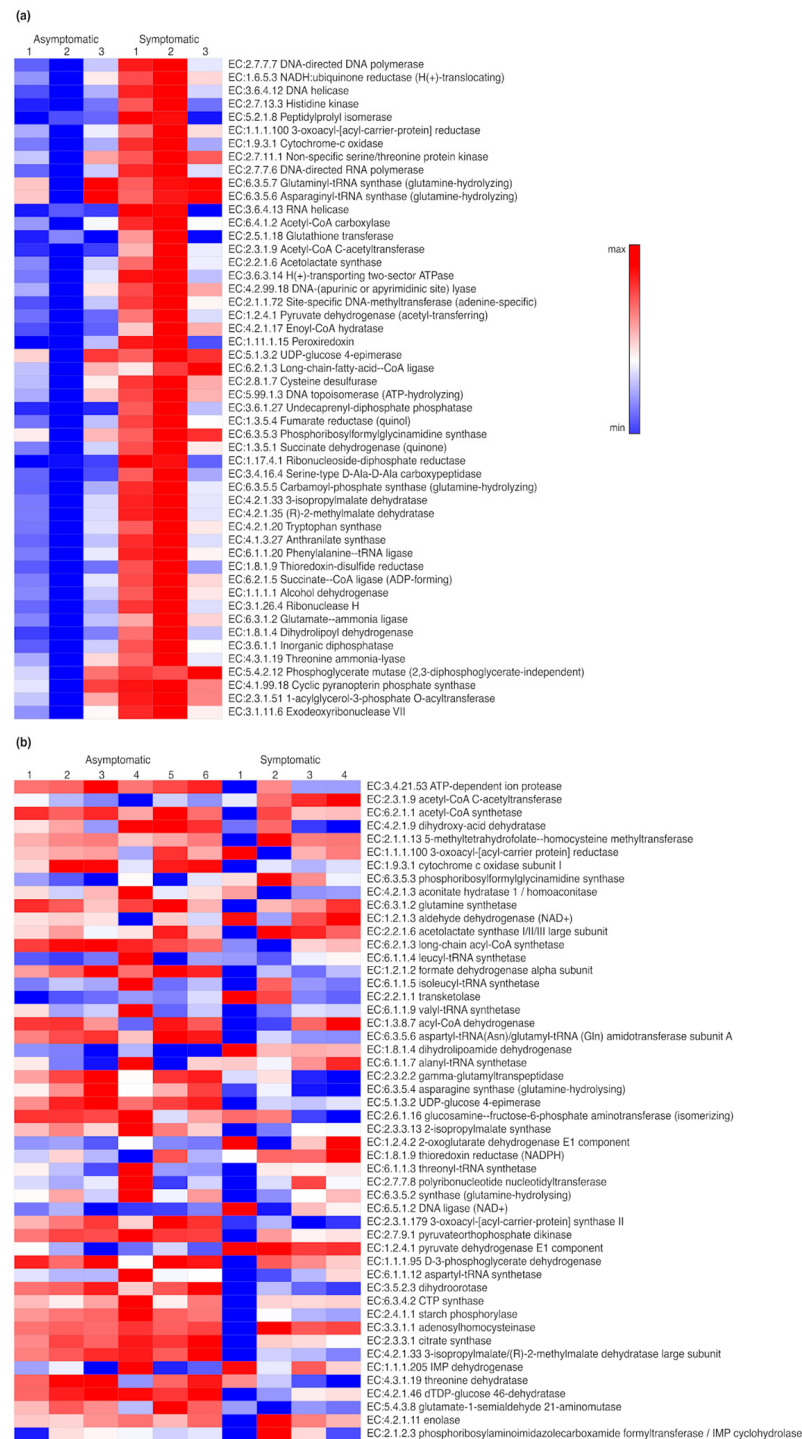 (a)
Asymptomatic Symptomatic
1 2 3 1 2 3
EC:2.7.7.7 DNA-directed DNA polymerase
EC:1.6.5.3 NADH:ubiquinone reductase (H(+)-translocating)
EC:3.6.4.12 DNA helicase
EC:2.7.13.3 Histidine kinase
EC:5.2.1.8 Peptidylprolyl isomerase
EC:1.1.1.100 3-oxoacyl-[acyl-carrier-protein] reductase
EC:1.9.3.1 Cytochrome-c oxidase
EC:2.7.11.1 Non-specific serine/threonine protein kinase
EC:2.7.7.6 DNA-directed RNA polymerase
EC:6.3.5.7 Glutaminyl-tRNA synthase (glutamine-hydrolyzing)
EC:6.3.5.6 Asparaginyl-tRNA synthase (glutamine-hydrolyzing)
EC:3.6.4.13 RNA helicase
EC:6.4.1.2 Acetyl-CoA carboxylase
EC:2.5.1.18 Glutathione transferase
EC:2.3.1.9 Acetyl-CoA C-acetyltransferase
EC:2.2.1.6 Acetolactate synthase
EC:3.6.3.14 H(+)-transporting two-sector ATPase
EC:4.2.99.18 DNA-(apurinic or apyrimidinic site) lyase
EC:2.1.1.72 Site-specific DNA-methyltransferase (adenine-specific)
EC:1.2.4.1 Pyruvate dehydrogenase (acetyl-transferring)
EC:4.2.1.17 Enoyl-CoA hydratase
EC:1.11.1.15 Peroxiredoxin
EC:5.1.3.2 UDP-glucose 4-epimerase
EC:6.2.1.3 Long-chain-fatty-acid--CoA ligase
EC:2.8.1.7 Cysteine desulfurase
EC:5.99.1.3 DNA topoisomerase (ATP-hydrolyzing)
EC:3.6.1.27 Undecaprenyl-diphosphate phosphatase
EC:1.3.5.4 Fumarate reductase (quinol)
EC:6.3.5.3 Phosphoribosylformylglycinamidine synthase
EC:1.3.5.1 Succinate dehydrogenase (quinone)
EC:1.17.4.1 Ribonucleoside-diphosphate reductase
EC:3.4.16.4 Serine-type D-Ala-D-Ala carboxypeptidase
EC:6.3.5.5 Carbamoyl-phosphate synthase (glutamine-hydrolyzing)
EC:4.2.1.33 3-isopropylmalate dehydratase
EC:4.2.1.35 (R)-2-methylmalate dehydratase
EC:4.2.1.20 Tryptophan synthase
EC:4.1.3.27 Anthranilate synthase
EC:6.1.1.20 Phenylalanine--tRNA ligase
EC:1.8.1.9 Thioredoxin-disulfide reductase
EC:6.2.1.5 Succinate--CoA ligase (ADP-forming)
EC:1.1.1.1 Alcohol dehydrogenase
EC:3.1.26.4 Ribonuclease H
EC:6.3.1.2 Glutamate--ammonia ligase
EC:1.8.1.4 Dihydrolipoyl dehydrogenase
EC:3.6.1.1 Inorganic diphosphatase
EC:4.3.1.19 Threonine ammonia-lyase
EC:5.4.2.12 Phosphoglycerate mutase (2,3-diphosphoglycerate-independent)
EC:4.1.99.18 Cyclic pyranopterin phosphate synthase
EC:2.3.1.51 1-acylglycerol-3-phosphate O-acyltransferase
EC:3.1.11.6 Exodeoxyribonuclease VII
max
min
(b)
Asymptomatic Symptomatic
1 2 3 4 5 6 1 2 3 4
EC:3.4.21.53 ATP-dependent ion protease
EC:2.3.1.9 acetyl-CoA C-acetyltransferase
EC:6.2.1.1 acetyl-CoA synthetase
EC:4.2.1.9 dihydroxy-acid dehydratase
EC:2.1.1.13 5-methyltetrahydrofolate--homocysteine methyltransferase
EC:1.1.1.100 3-oxoacyl-[acyl-carrier protein] reductase
EC:1.9.3.1 cytochrome c oxidase subunit I
EC:6.3.5.3 phosphoribosylformylglycinamidine synthase
EC:4.2.1.3 aconitate hydratase 1 / homoaconitase
EC:6.3.1.2 glutamine synthetase
EC:1.2.1.3 aldehyde dehydrogenase (NAD+)
EC:2.2.1.6 acetolactate synthase I/II/III large subunit
EC:6.2.1.3 long-chain acyl-CoA synthetase
EC:6.1.1.4 leucyl-tRNA synthetase
EC:1.2.1.2 formate dehydrogenase alpha subunit
EC:6.1.1.5 isoleucyl-tRNA synthetase
EC:2.2.1.1 transketolase
EC:6.1.1.9 valyl-tRNA synthetase
EC:1.3.8.7 acyl-CoA dehydrogenase
EC:6.3.5.6 aspartyl-tRNA(Asn)/glutamyl-tRNA (Gln) amidotransferase subunit A
EC:1.8.1.4 dihydrolipoamide dehydrogenase
EC:6.1.1.7 alanyl-tRNA synthetase
EC:2.3.2.2 gamma-glutamyltranspeptidase
EC:6.3.5.4 asparagine synthase (glutamine-hydrolysing)
EC:5.1.3.2 UDP-glucose 4-epimerase
EC:2.6.1.16 glucosamine--fructose-6-phosphate aminotransferase (isomerizing)
EC:2.3.3.13 2-isopropylmalate synthase
EC:1.2.4.2 2-oxoglutarate dehydrogenase E1 component
EC:1.8.1.9 thioredoxin reductase (NADPH)
EC:6.1.1.3 threonyl-tRNA synthetase
EC:2.7.7.8 polyribonucleotide nucleotidyltransferase
EC:6.3.5.2 synthase (glutamine-hydrolysing)
EC:6.5.1.2 DNA ligase (NAD+)
EC:2.3.1.179 3-oxoacyl-[acyl-carrier-protein] synthase II
EC:2.7.9.1 pyruvateorthophosphate dikinase
EC:1.2.4.1 pyruvate dehydrogenase E1 component
EC:1.1.1.95 D-3-phosphoglycerate dehydrogenase
EC:6.1.1.12 aspartyl-tRNA synthetase
EC:3.5.2.3 dihydroorotase
EC:6.3.4.2 CTP synthase
EC:2.4.1.1 starch phosphorylase
EC:3.3.1.1 adenosylhomocysteinase
EC:2.3.3.1 citrate synthase
EC:4.2.1.33 3-isopropylmalate/(R)-2-methylmalate dehydratase large subunit
EC:1.1.1.205 IMP dehydrogenase
EC:4.3.1.19 threonine dehydratase
EC:4.2.1.46 dTDP-glucose 46-dehydratase
EC:5.4.3.8 glutamate-1-semialdehyde 21-aminomutase
EC:4.2.1.11 enolase
EC:2.1.2.3 phosphoribosylaminoimidazolecarboxamide formyltransferase / IMP cyclohydrolase